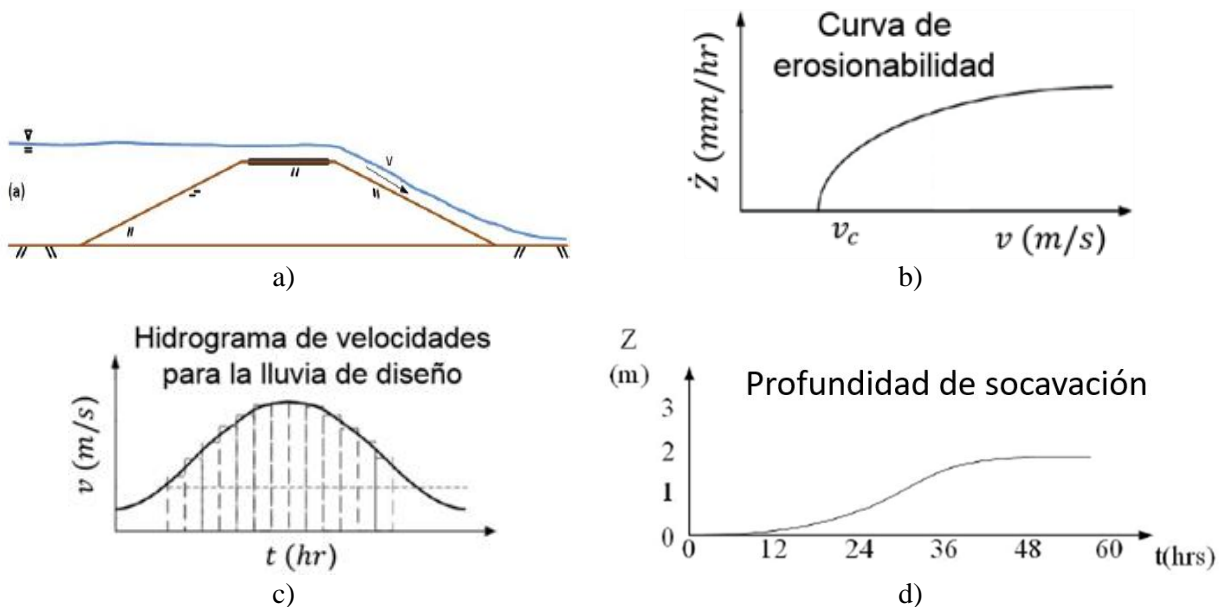 (a)
v
a)
Curva de
erosionabilidad
Ż (mm/hr)
v_c
v (m/s)
b)
Hidrograma de velocidades
para la lluvia de diseño
v (m/s)
t (hr)
c)
Z
(m)
Profundidad de socavación
3
2
1
0
0 12 24 36 48 60 t(hrs)
d)